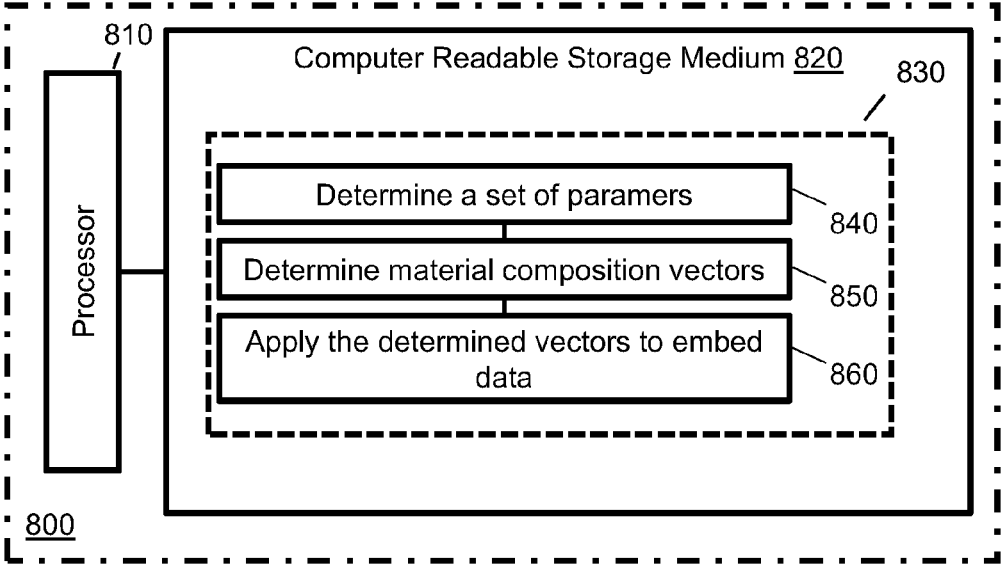 810
Computer Readable Storage Medium 820
830
Processor
Determine a set of paramers
840
Determine material composition vectors
850
Apply the determined vectors to embed
data
860
800